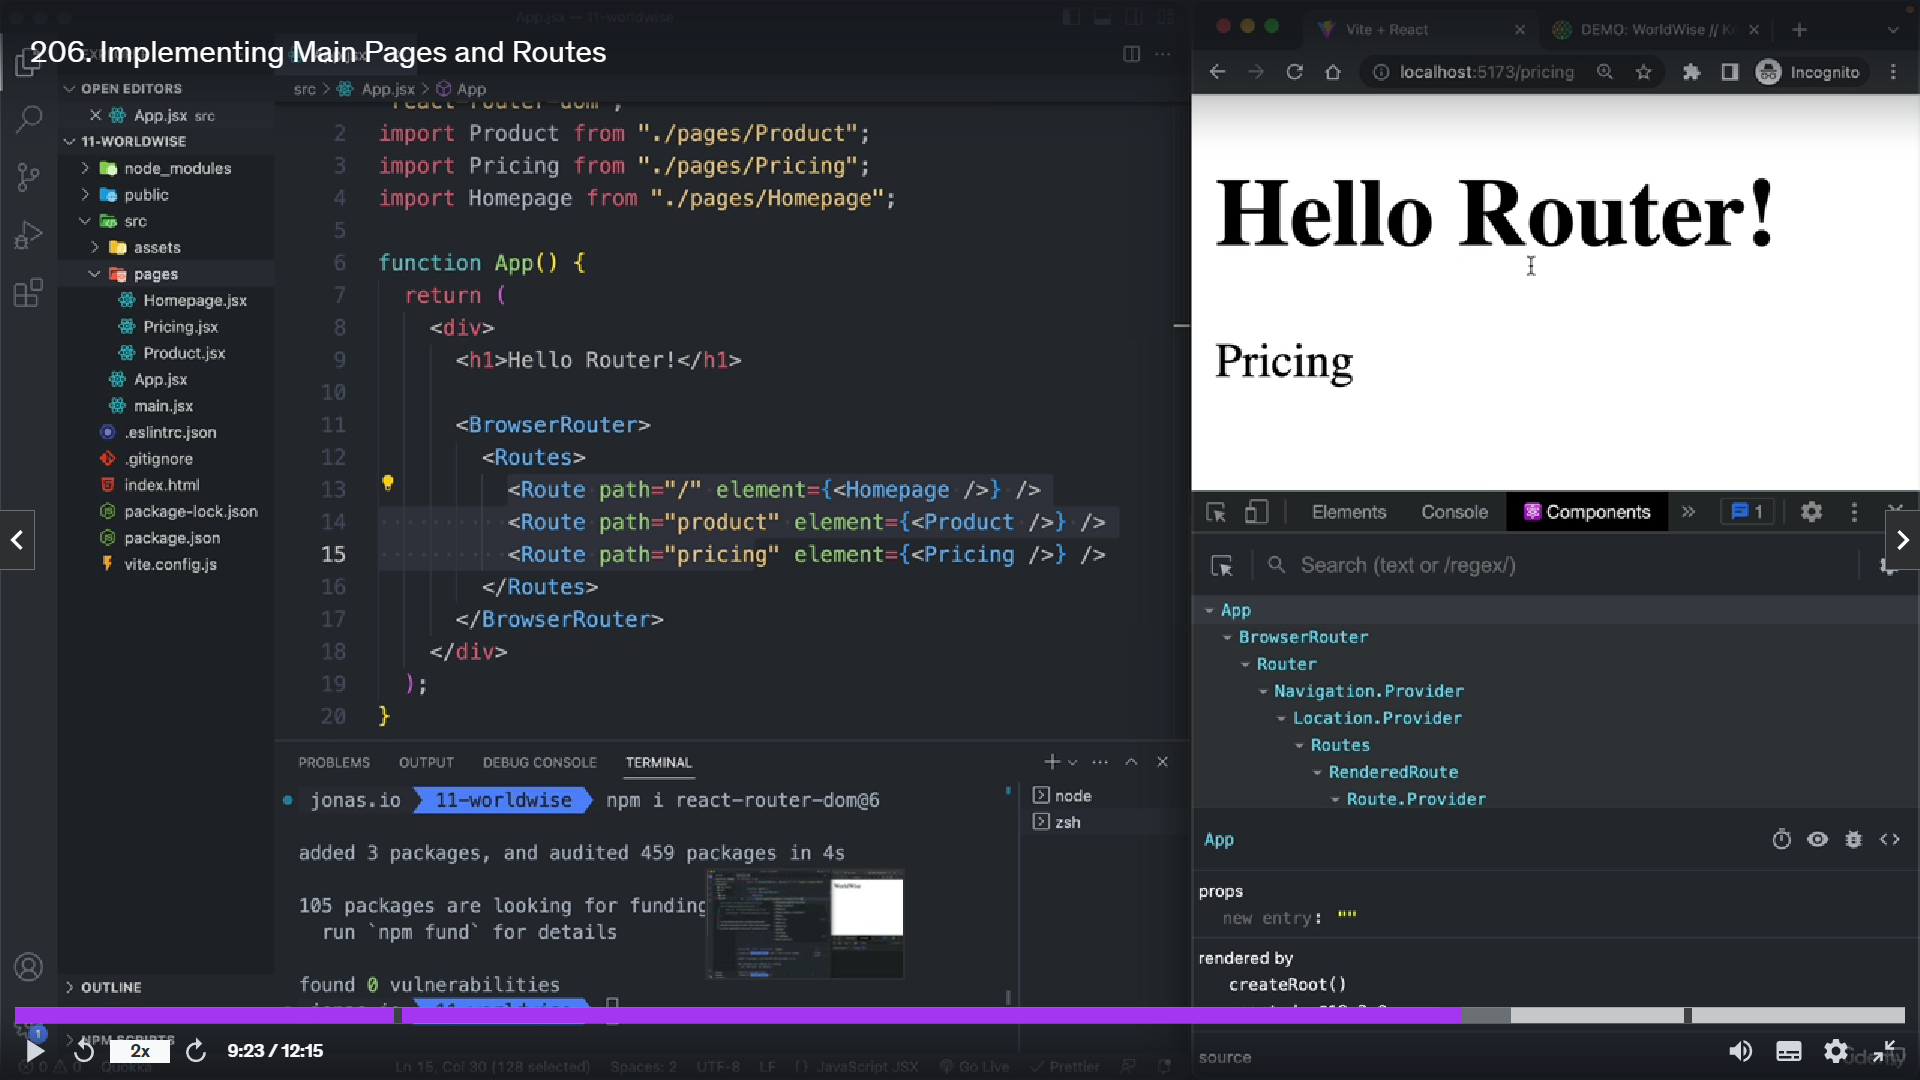 App.jsx — 11-worldwise
206. Implementing Main Pages and Routes
OPEN EDITORS
App.jsx src
11-WORLDWISE
node_modules
public
src
assets
pages
Homepage.jsx
Pricing.jsx
Product.jsx
App.jsx
main.jsx
.eslintrc.json
.gitignore
index.html
package-lock.json
package.json
vite.config.js
OUTLINE
NPM SCRIPTS
src > App.jsx > App
react-router-dom";
2 import Product from "./pages/Product";
3 import Pricing from "./pages/Pricing";
4 import Homepage from "./pages/Homepage";
5
6 function App() {
7 return (
8 <div>
9 <h1>Hello Router!</h1>
10
11 <BrowserRouter>
12 <Routes>
13 <Route path="/" element={<Homepage />} />
14 <Route path="product" element={<Product />} />
15 <Route path="pricing" element={<Pricing />} />
16 </Routes>
17 </BrowserRouter>
18 </div>
19 );
20 }
PROBLEMS OUTPUT DEBUG CONSOLE TERMINAL
jonas.io 11-worldwise npm i react-router-dom@6
added 3 packages, and audited 459 packages in 4s
105 packages are looking for funding
run `npm fund` for details
found 0 vulnerabilities
node
zsh
Vite + React
DEMO: WorldWise //
localhost:5173/pricing
Incognito
Hello Router!
Pricing
Elements Console Components » 1
Search (text or /regex/)
App
BrowserRouter
Router
Navigation.Provider
Location.Provider
Routes
RenderedRoute
Route.Provider
App
props
new entry: ""
rendered by
createRoot()
source
1
2x
9:23 / 12:15
Quokka
Ln 15, Col 30 (128 selected) Spaces: 2 UTF-8 LF {} JavaScript JSX Go Live Prettier